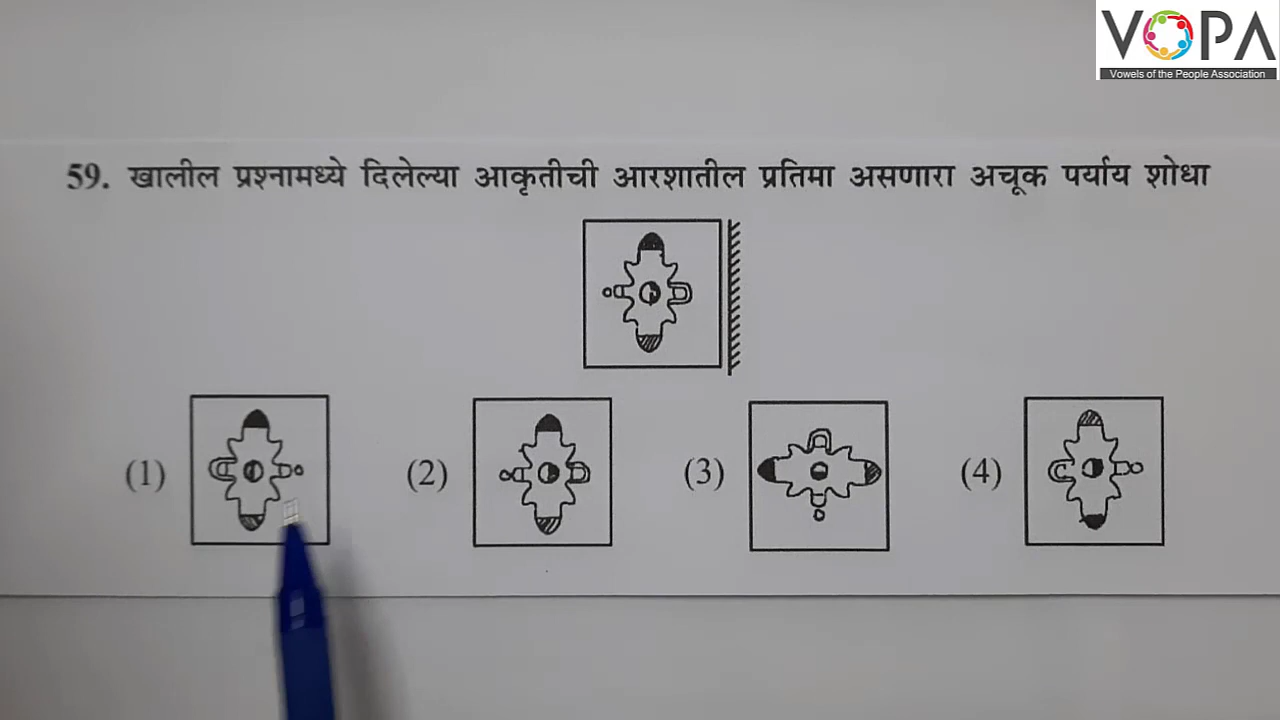 VOPA
Vowels of the People Association
59. खालील प्रश्नामध्ये दिलेल्या आकृतीची आरशातील प्रतिमा असणारा अचूक पर्याय शोधा
(1) (2) (3) (4)